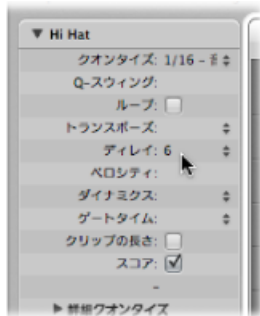 ▼ Hi Hat
クオンタイズ: 1/16 -
Q-スウィング:
ループ:
トランスポーズ:
ディレイ: 6
ベロシティ:
ダイナミクス:
ゲートタイム:
クリップの長さ:
スコア:
-
▶ 詳細クオンタイズ